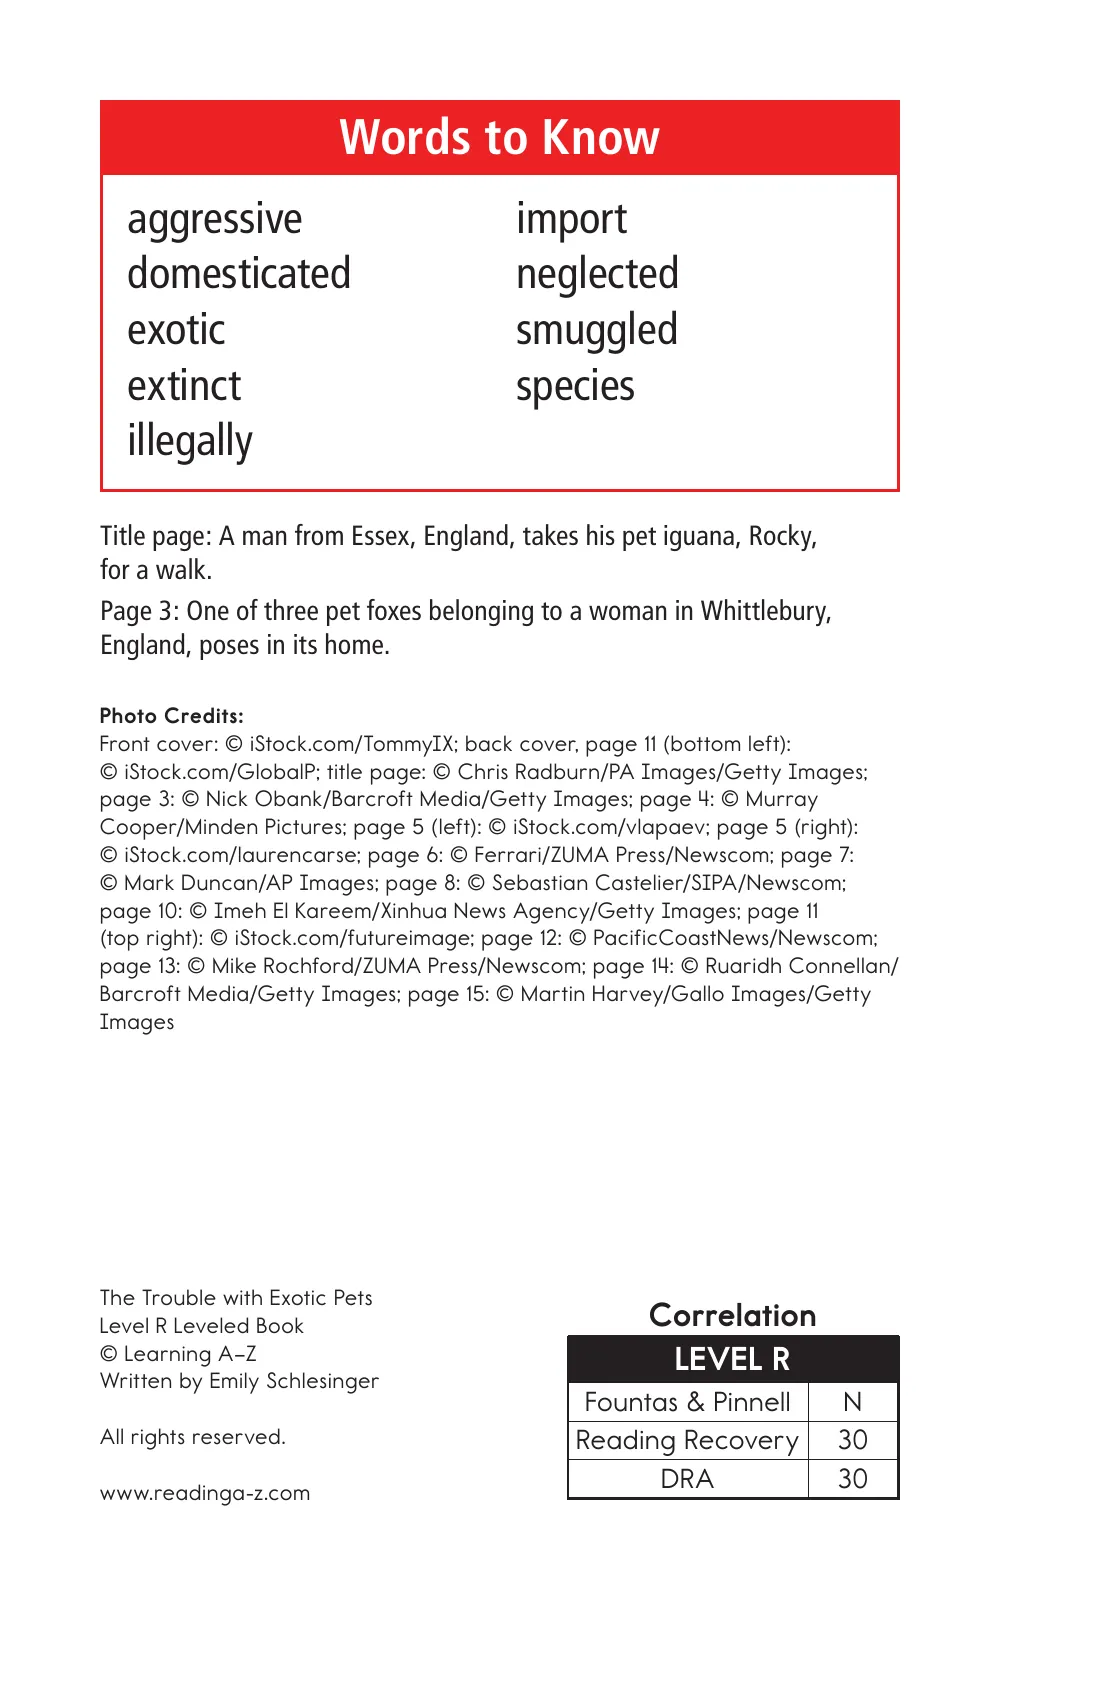 Words to Know
aggressive
domesticated
exotic
extinct
illegally
import
neglected
smuggled
species
Title page: A man from Essex, England, takes his pet iguana, Rocky,
for a walk.
Page 3: One of three pet foxes belonging to a woman in Whittlebury,
England, poses in its home.
Photo Credits:
Front cover: © iStock.com/TommyIX; back cover, page 11 (bottom left):
© iStock.com/GlobalP; title page: © Chris Radburn/PA Images/Getty Images;
page 3: © Nick Obank/Barcroft Media/Getty Images; page 4: © Murray
Cooper/Minden Pictures; page 5 (left): © iStock.com/vlapaev; page 5 (right):
© iStock.com/laurencarse; page 6: © Ferrari/ZUMA Press/Newscom; page 7:
© Mark Duncan/AP Images; page 8: © Sebastian Castelier/SIPA/Newscom;
page 10: © Imeh El Kareem/Xinhua News Agency/Getty Images; page 11
(top right): © iStock.com/futureimage; page 12: © PacificCoastNews/Newscom;
page 13: © Mike Rochford/ZUMA Press/Newscom; page 14: © Ruaridh Connellan/
Barcroft Media/Getty Images; page 15: © Martin Harvey/Gallo Images/Getty
Images
The Trouble with Exotic Pets
Level R Leveled Book
© Learning A–Z
Written by Emily Schlesinger
All rights reserved.
www.readinga-z.com
Correlation
LEVEL R
Fountas & Pinnell N
Reading Recovery 30
DRA 30